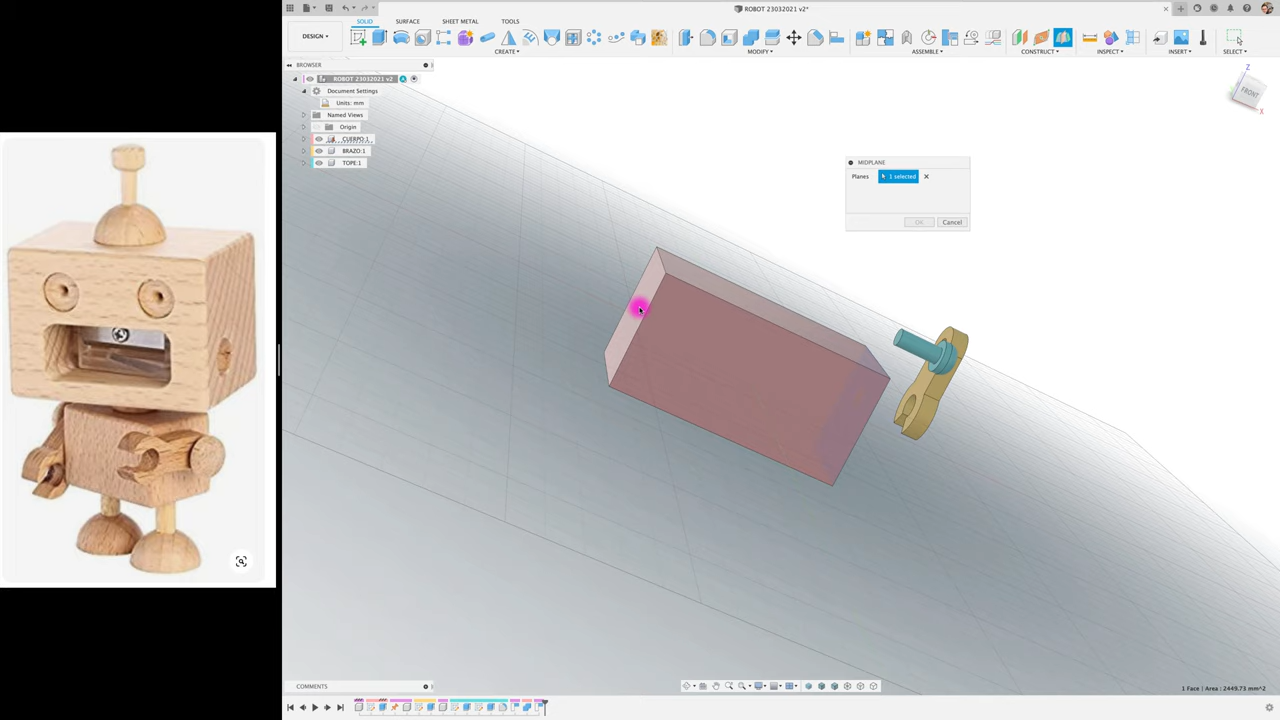 ROBOT 23032021 v2*
SOLID
SURFACE
SHEET METAL
TOOLS
DESIGN
CREATE
MODIFY
ASSEMBLE
CONSTRUCT
INSPECT
INSERT
SELECT
BROWSER
ROBOT 23032021 v2
Document Settings
Units: mm
Named Views
Origin
CUERPO:1
BRAZO:1
TOPE:1
Z
FRONT
X
MIDPLANE
Planes 1 selected
OK Cancel
COMMENTS
1 Face | Area : 2449.73 mm^2